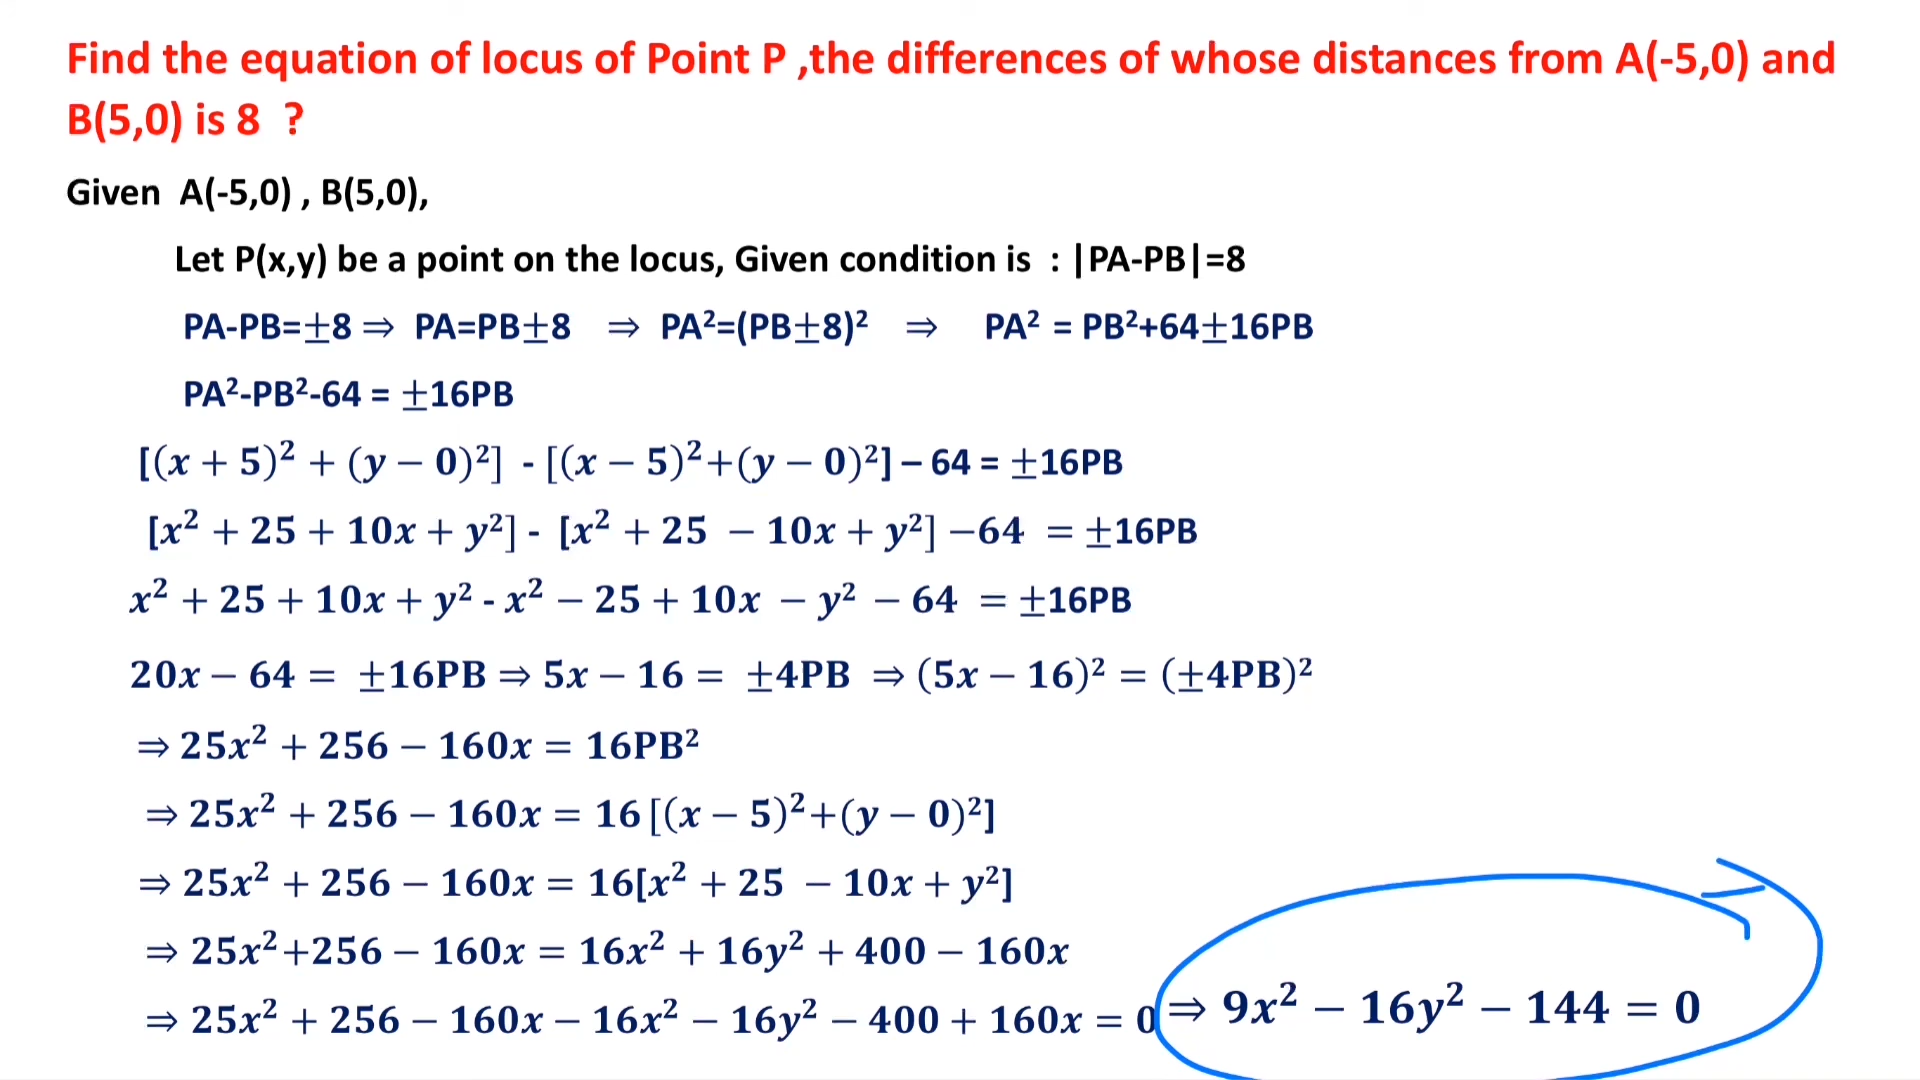 Find the equation of locus of Point P ,the differences of whose distances from A(-5,0) and
B(5,0) is 8 ?
Given A(-5,0) , B(5,0),
Let P(x,y) be a point on the locus, Given condition is : |PA-PB|=8
PA-PB=±8 ⇒ PA=PB±8 ⇒ PA²=(PB±8)² ⇒ PA² = PB²+64±16PB
PA²-PB²-64 = ±16PB
[(x + 5)² + (y − 0)²] - [(x − 5)²+(y − 0)²] − 64 = ±16PB
[x² + 25 + 10x + y²] - [x² + 25 − 10x + y²] −64 = ±16PB
x² + 25 + 10x + y² - x² − 25 + 10x − y² − 64 = ±16PB
20x − 64 = ±16PB ⇒ 5x − 16 = ±4PB ⇒ (5x − 16)² = (±4PB)²
⇒ 25x² + 256 − 160x = 16PB²
⇒ 25x² + 256 − 160x = 16 [(x − 5)²+(y − 0)²]
⇒ 25x² + 256 − 160x = 16[x² + 25 − 10x + y²]
⇒ 25x²+256 − 160x = 16x² + 16y² + 400 − 160x
⇒ 25x² + 256 − 160x − 16x² − 16y² − 400 + 160x = 0 ⇒ 9x² − 16y² − 144 = 0